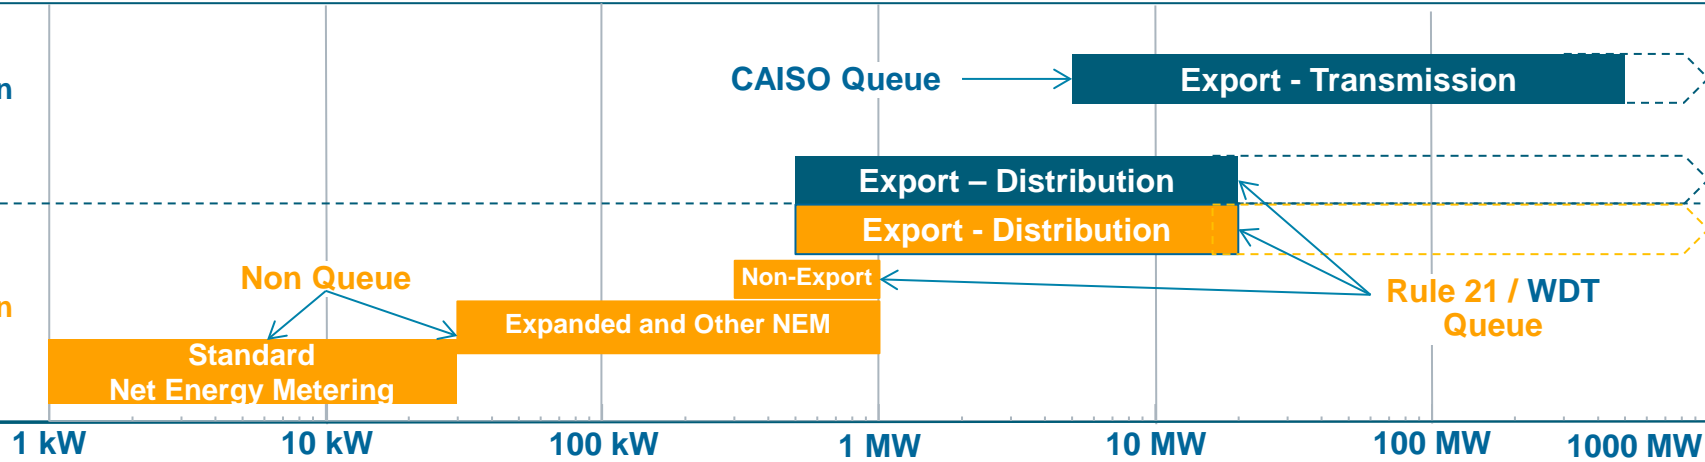 CAISO Queue
Export - Transmission
n
Export – Distribution
Export - Distribution
Non Queue
Non-Export
Rule 21 / WDT
Queue
n
Expanded and Other NEM
Standard
Net Energy Metering
1 kW
10 kW
100 kW
1 MW
10 MW
100 MW
1000 MW